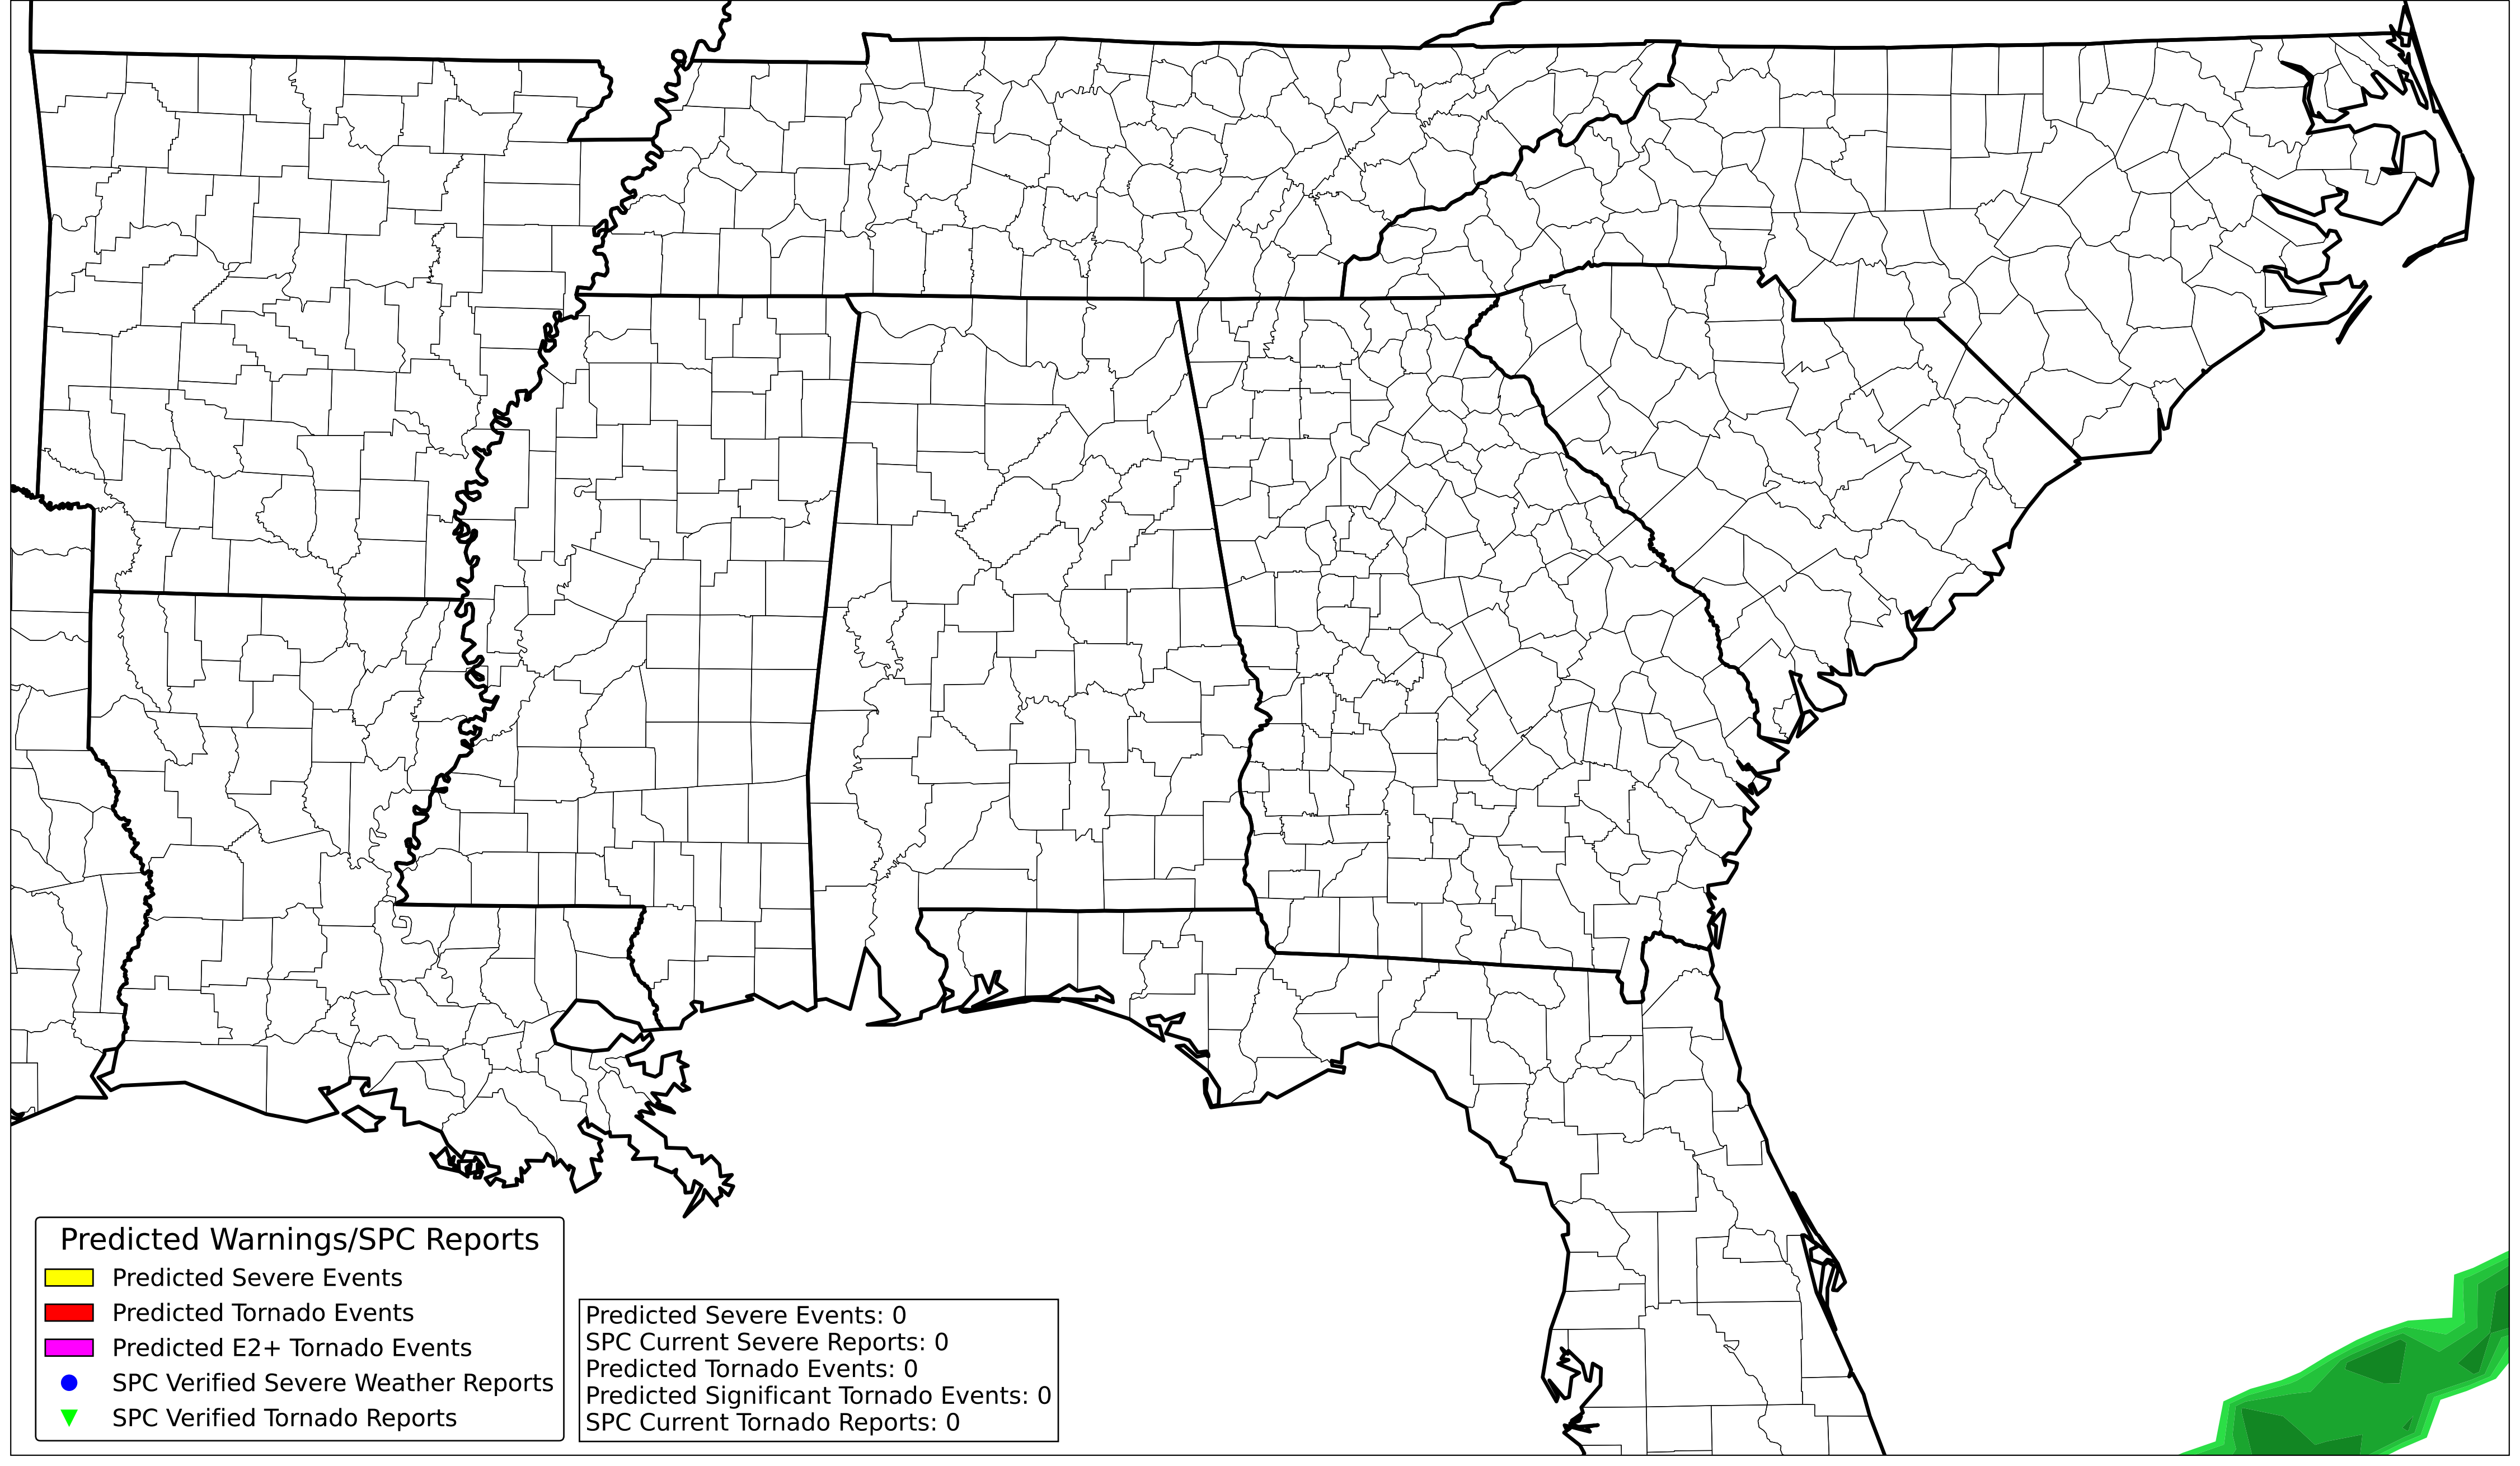 Predicted Warnings/SPC Reports
Predicted Severe Events
Predicted Tornado Events
Predicted E2+ Tornado Events
SPC Verified Severe Weather Reports
SPC Verified Tornado Reports
Predicted Severe Events: 0
SPC Current Severe Reports: 0
Predicted Tornado Events: 0
Predicted Significant Tornado Events: 0
SPC Current Tornado Reports: 0